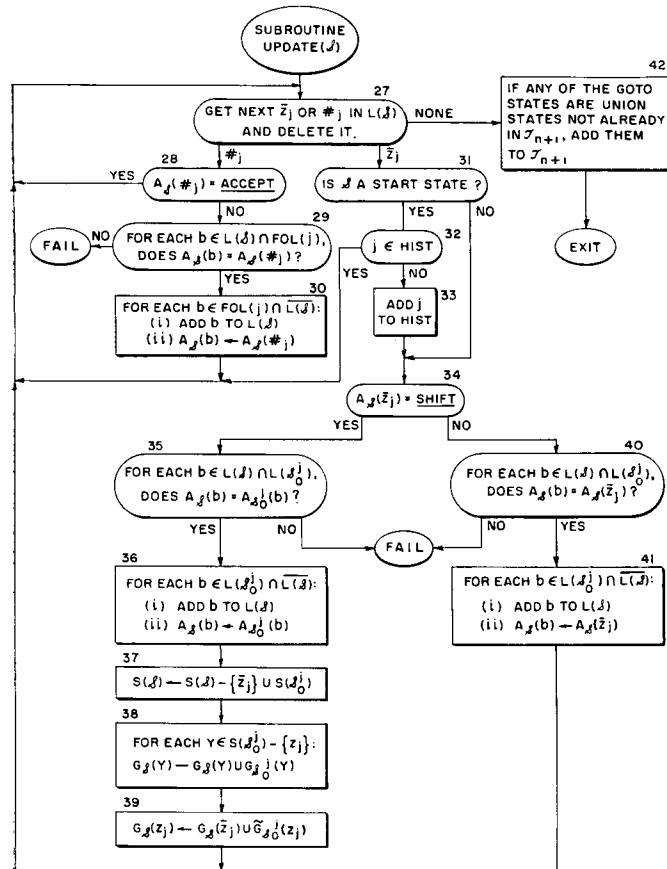 SUBROUTINE
UPDATE(𝒮)
27
GET NEXT z̄ⱼ OR #ⱼ IN L(𝒮)
AND DELETE IT.
NONE
42
IF ANY OF THE GOTO
STATES ARE UNION
STATES NOT ALREADY
IN 𝒯ₙ₊₁, ADD THEM
TO 𝒯ₙ₊₁
EXIT
#ⱼ
z̄ⱼ
28
A𝒮(#ⱼ) = ACCEPT
YES
NO
31
IS 𝒮 A START STATE ?
YES
NO
29
FOR EACH b ∈ L(𝒮) ∩ FOL(j),
DOES A𝒮(b) = A𝒮(#ⱼ) ?
NO
FAIL
YES
32
j ∈ HIST
YES
NO
30
FOR EACH b ∈ FOL(j) ∩ L̅(̅𝒮̅)̅:
(i) ADD b TO L(𝒮)
(ii) A𝒮(b) ← A𝒮(#ⱼ)
33
ADD j
TO HIST
34
A𝒮(z̄ⱼ) = SHIFT
YES
NO
35
FOR EACH b ∈ L(𝒮) ∩ L(𝒮₀ʲ),
DOES A𝒮(b) = A𝒮₀ʲ(b) ?
YES
NO
40
FOR EACH b ∈ L(𝒮) ∩ L(𝒮₀ʲ),
DOES A𝒮(b) = A𝒮(z̄ⱼ) ?
NO
YES
FAIL
36
FOR EACH b ∈ L(𝒮₀ʲ) ∩ L̅(̅𝒮̅)̅:
(i) ADD b TO L(𝒮)
(ii) A𝒮(b) ← A𝒮₀ʲ(b)
41
FOR EACH b ∈ L(𝒮₀ʲ) ∩ L̅(̅𝒮̅)̅:
(i) ADD b TO L(𝒮)
(ii) A𝒮(b) ← A𝒮(z̄ⱼ)
37
S(𝒮) ← S(𝒮) - {z̄ⱼ} ∪ S(𝒮₀ʲ)
38
FOR EACH Y ∈ S(𝒮₀ʲ) - {zⱼ}:
G𝒮(Y) ← G𝒮(Y) ∪ G𝒮₀ʲ(Y)
39
G𝒮(zⱼ) ← G𝒮(z̄ⱼ) ∪ G̃𝒮₀ʲ(zⱼ)